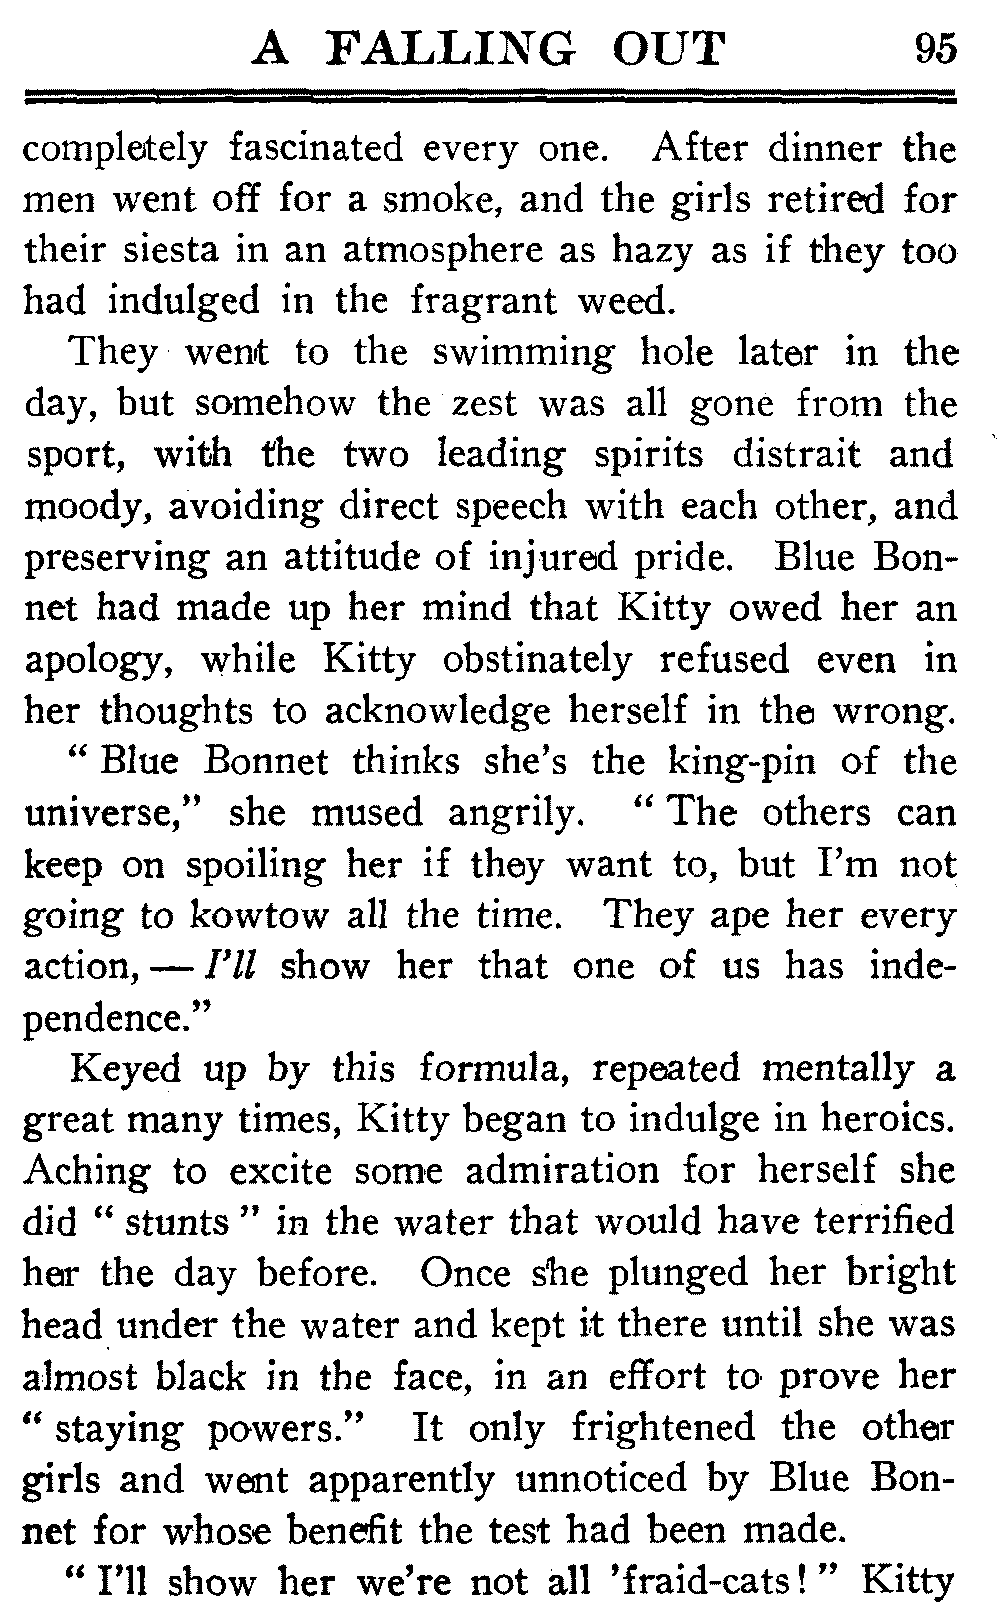 A FALLING OUT 95
completely fascinated every one. After dinner the
men went off for a smoke, and the girls retired for
their siesta in an atmosphere as hazy as if they too
had indulged in the fragrant weed.
They went to the swimming hole later in the
day, but somehow the zest was all gone from the
sport, with the two leading spirits distrait and
moody, avoiding direct speech with each other, and
preserving an attitude of injured pride. Blue Bon-
net had made up her mind that Kitty owed her an
apology, while Kitty obstinately refused even in
her thoughts to acknowledge herself in the wrong.
“ Blue Bonnet thinks she’s the king-pin of the
universe,” she mused angrily. “ The others can
keep on spoiling her if they want to, but I’m not
going to kowtow all the time. They ape her every
action, — I’ll show her that one of us has inde-
pendence.”
Keyed up by this formula, repeated mentally a
great many times, Kitty began to indulge in heroics.
Aching to excite some admiration for herself she
did “ stunts ” in the water that would have terrified
her the day before. Once she plunged her bright
head under the water and kept it there until she was
almost black in the face, in an effort to prove her
“ staying powers.” It only frightened the other
girls and went apparently unnoticed by Blue Bon-
net for whose benefit the test had been made.
“ I’ll show her we’re not all ’fraid-cats! ” Kitty